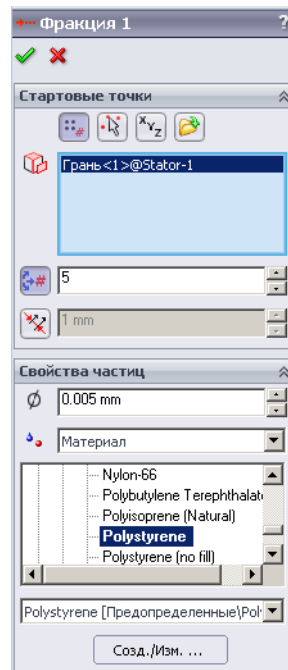 Фракция 1 ?
Стартовые точки
# X Y Z
Грань<1>@Stator-1
# 5
1 mm
Свойства частиц
Ø 0.005 mm
Материал
Nylon-66
Polybutylene Terephthalat
Polyisoprene (Natural)
Polystyrene
Polystyrene (no fill)
Polystyrene [Предопределенные\Pol
Созд./Изм. ...